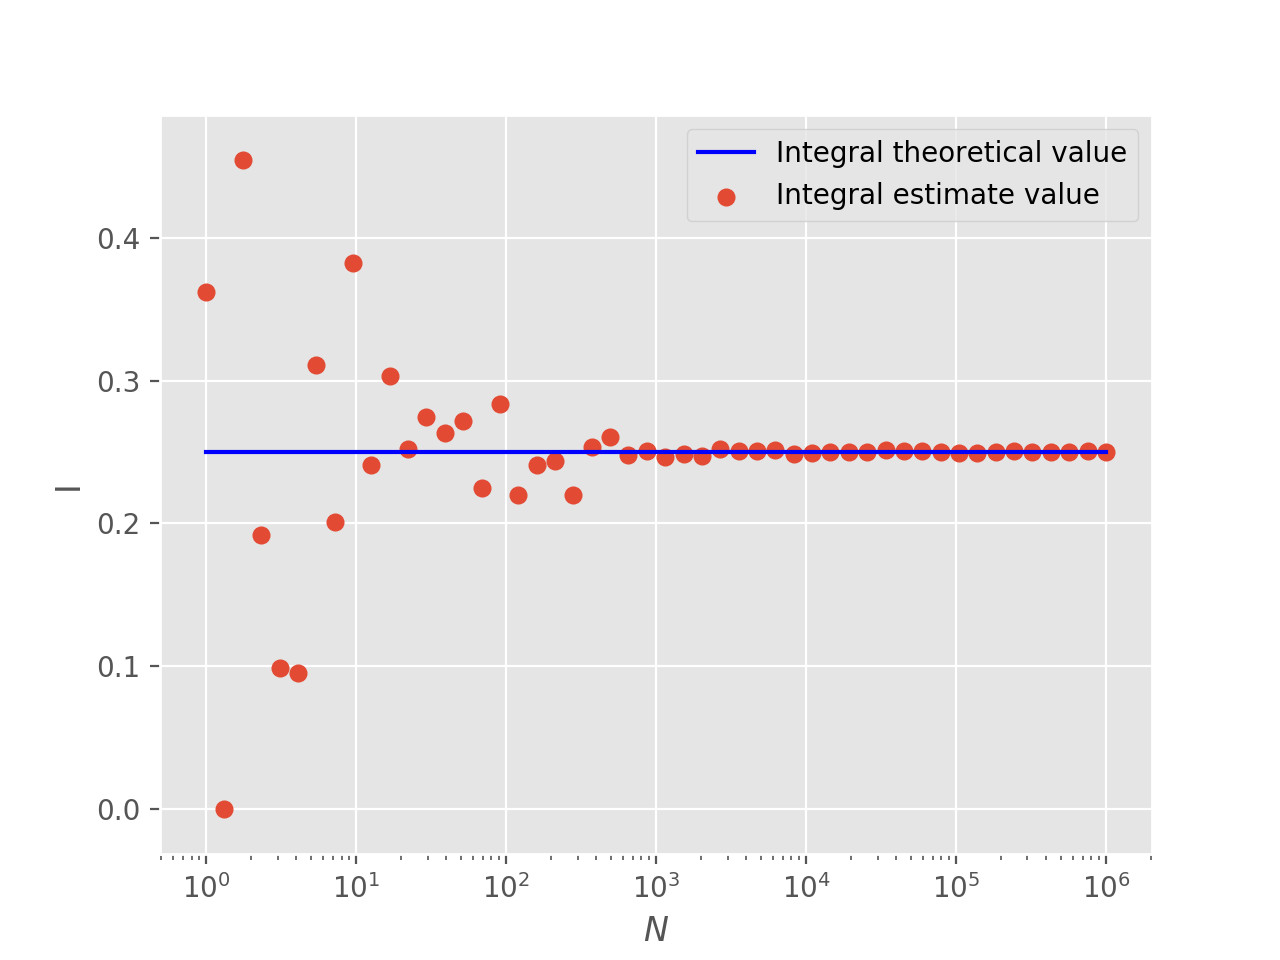 Integral theoretical value
Integral estimate value
0.4
0.3
0.2
0.1
0.0
I
10⁰ 10¹ 10² 10³ 10⁴ 10⁵ 10⁶
N